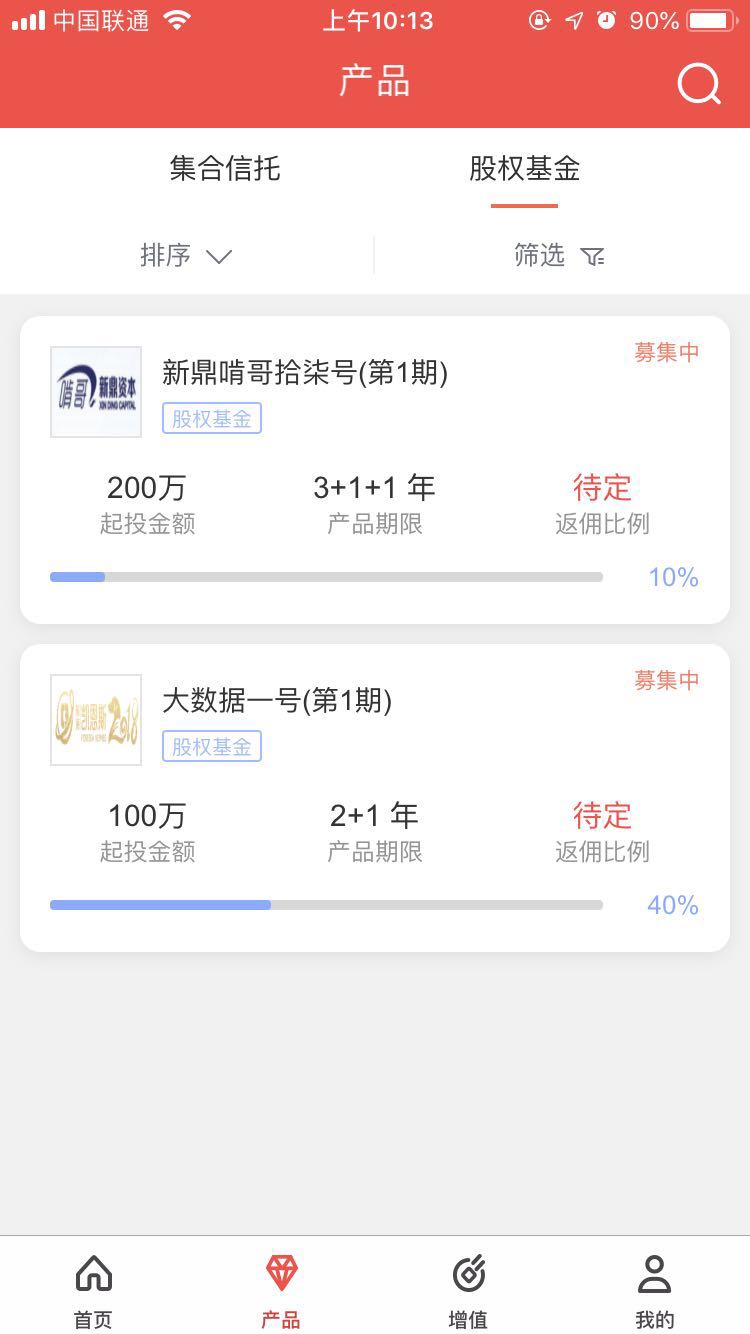 中国联通 上午10:13 90%
产品
集合信托 股权基金
排序 筛选
募集中
啃哥 新鼎资本
XIN DING CAPITAL
新鼎啃哥拾柒号(第1期)
股权基金
200万 3+1+1 年 待定
起投金额 产品期限 返佣比例
10%
募集中
凯恩斯 2018
大数据一号(第1期)
股权基金
100万 2+1 年 待定
起投金额 产品期限 返佣比例
40%
首页 产品 增值 我的